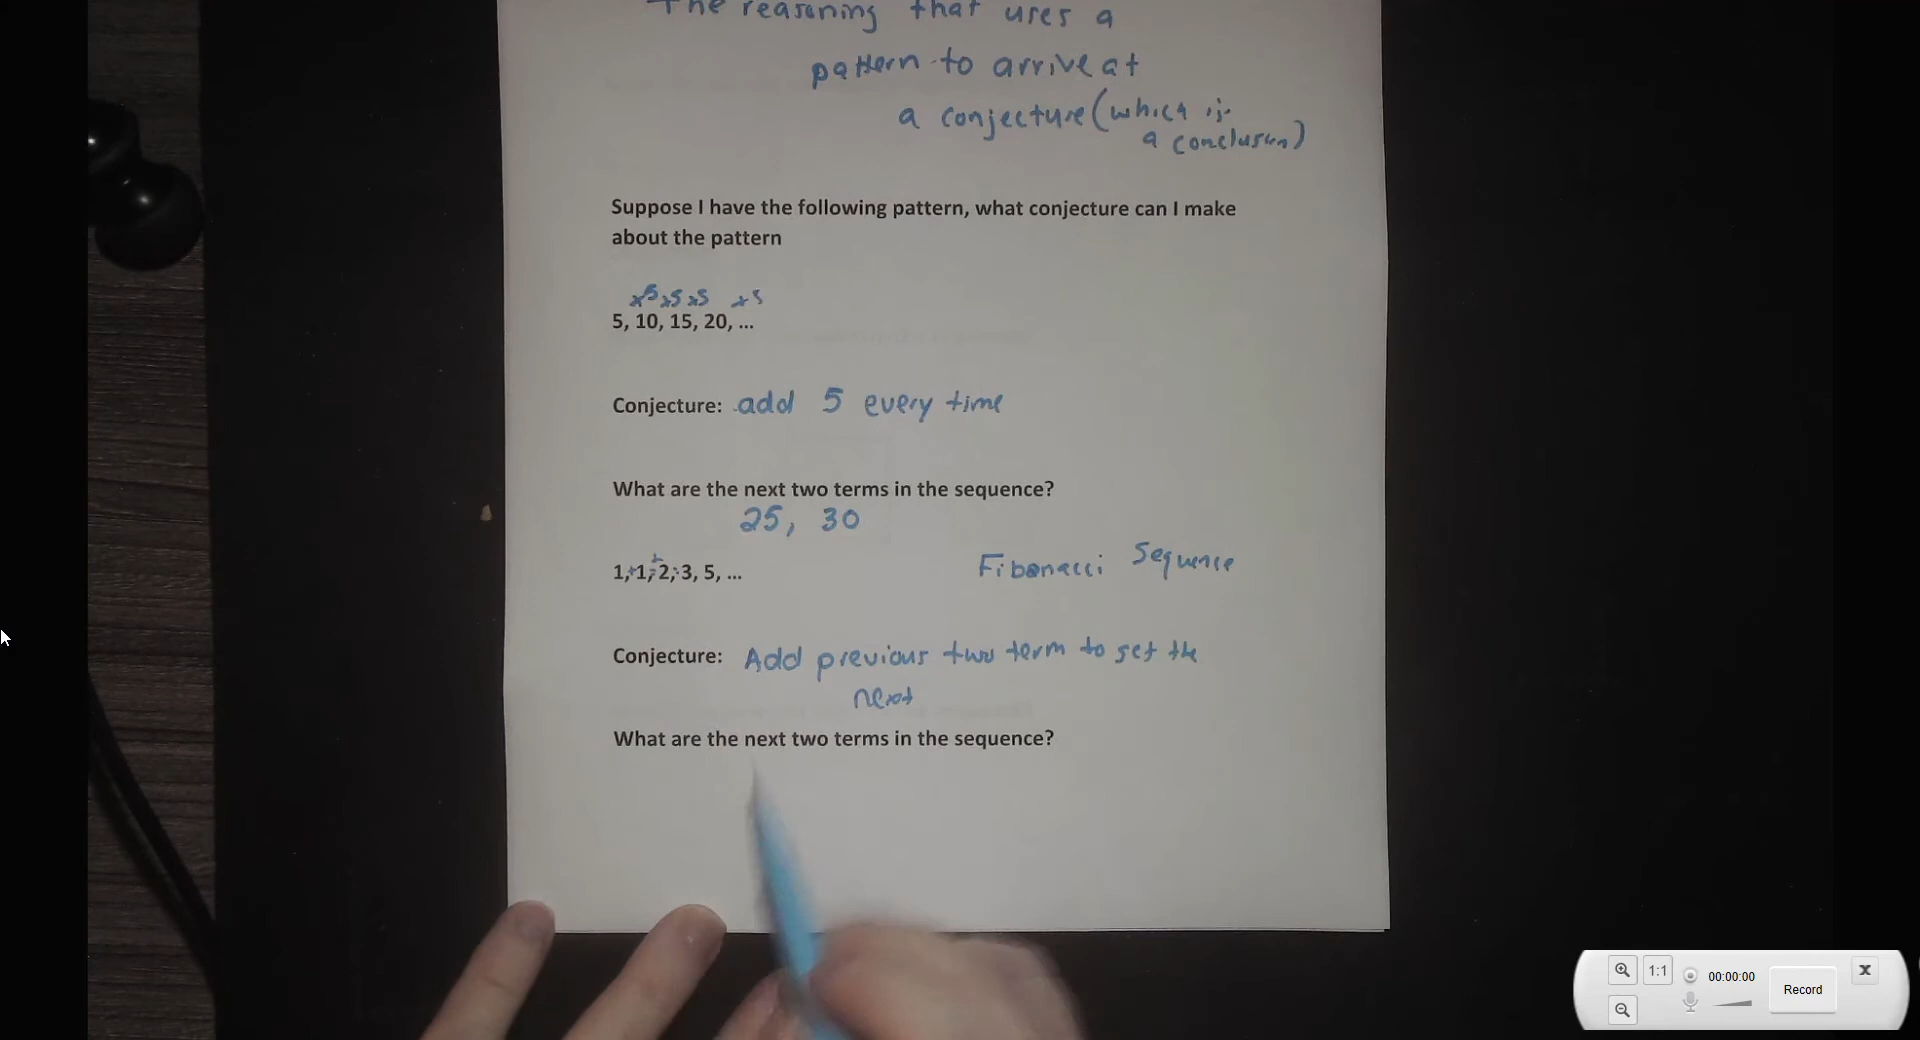 The reasoning that uses a
pattern to arrive at
a conjecture (which is
a conclusion)
Suppose I have the following pattern, what conjecture can I make
about the pattern
+5 +5 +5 +5
5, 10, 15, 20, ...
Conjecture: add 5 every time
What are the next two terms in the sequence?
25, 30
Fibonacci Sequence
1, 1, 2, 3, 5, ...
Conjecture: Add previous two term to get the
next
What are the next two terms in the sequence?
1:1
00:00:00
Record